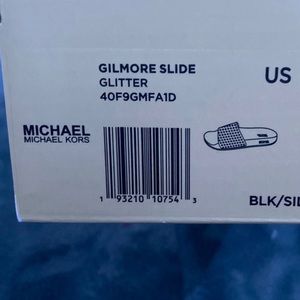 GILMORE SLIDE
GLITTER
40F9GMFA1D
US
MICHAEL
MICHAEL KORS
1 93210 10754 3
BLK/SIL